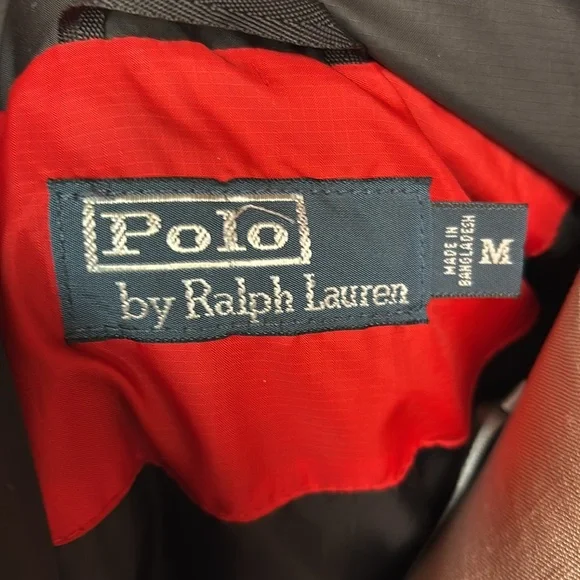 Polo
by Ralph Lauren
MADE IN
BANGLADESH
M